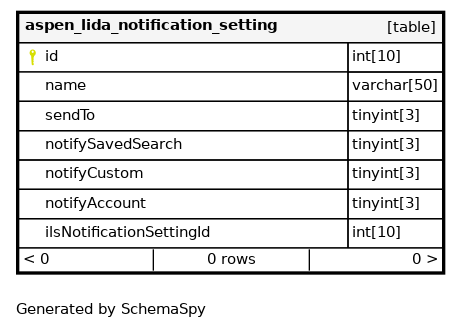 aspen_lida_notification_setting [table]
id int[10]
name varchar[50]
sendTo tinyint[3]
notifySavedSearch tinyint[3]
notifyCustom tinyint[3]
notifyAccount tinyint[3]
ilsNotificationSettingId int[10]
< 0 0 rows 0 >
Generated by SchemaSpy